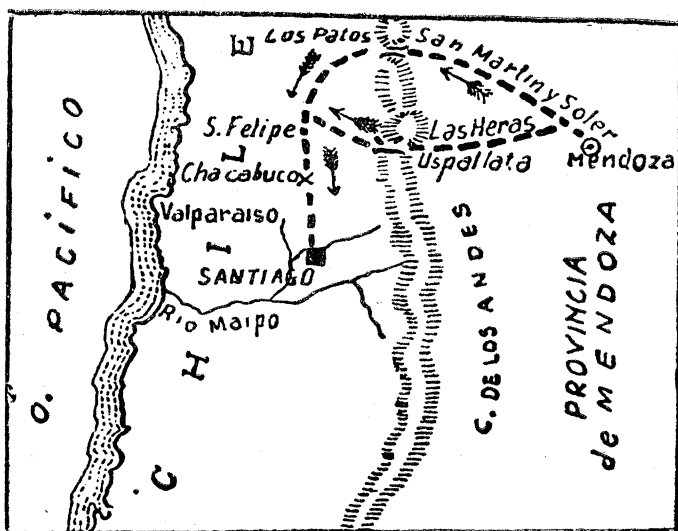 O. PACÍFICO
CHILE
Los Patos
San Martin y Soler
S. Felipe
Las Heras
Uspallata
Mendoza
Chacabuco
Valparaiso
SANTIAGO
Rio Maipo
C. DE LOS ANDES
PROVINCIA
de MENDOZA